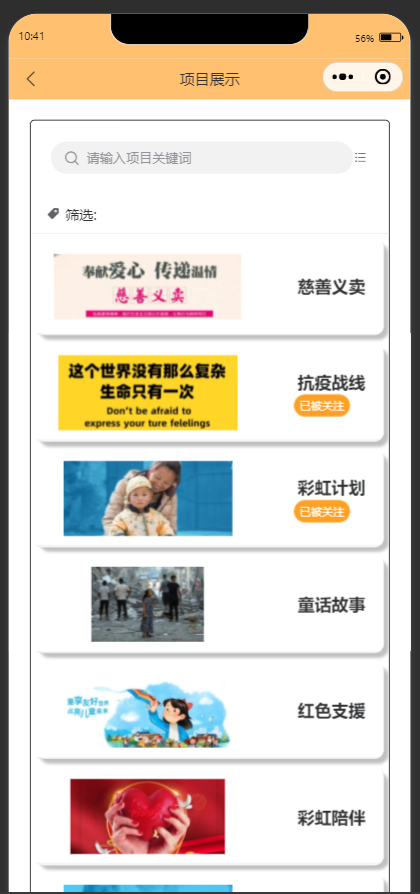 10:41
56%
项目展示
请输入项目关键词
筛选:
奉献爱心 传递温情
慈善义卖
慈善义卖
这个世界没有那么复杂
生命只有一次
Don't be afraid to
express your ture felelings
抗疫战线
已被关注
彩虹计划
已被关注
童话故事
红色支援
彩虹陪伴